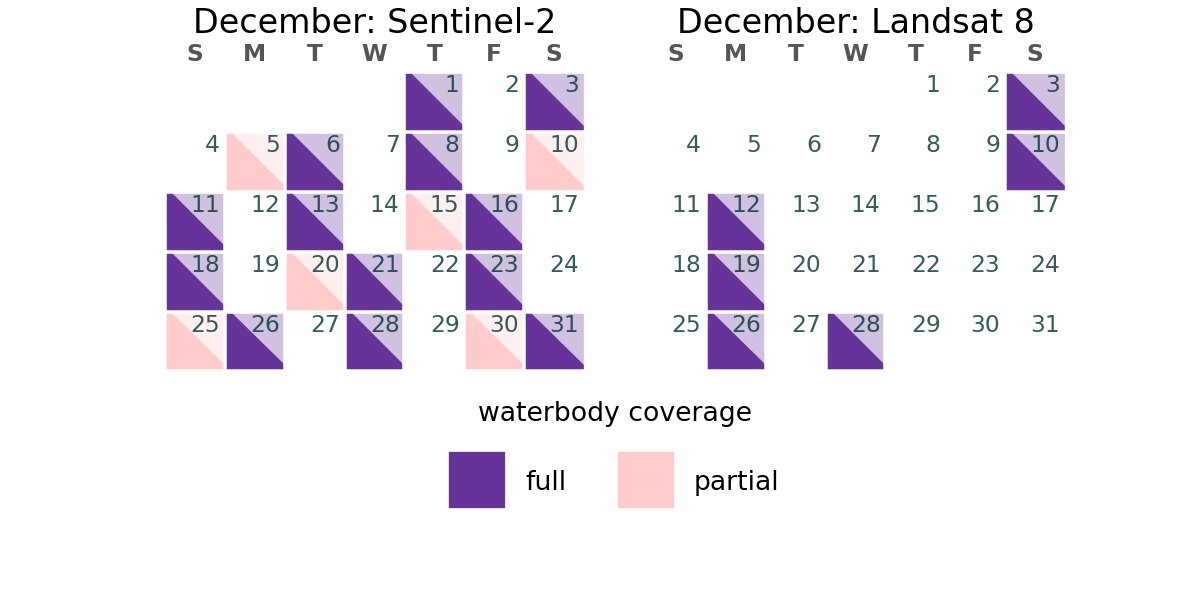 December: Sentinel-2
S M T W T F S
1 2 3
4 5 6 7 8 9 10
11 12 13 14 15 16 17
18 19 20 21 22 23 24
25 26 27 28 29 30 31
December: Landsat 8
S M T W T F S
1 2 3
4 5 6 7 8 9 10
11 12 13 14 15 16 17
18 19 20 21 22 23 24
25 26 27 28 29 30 31
waterbody coverage
full partial